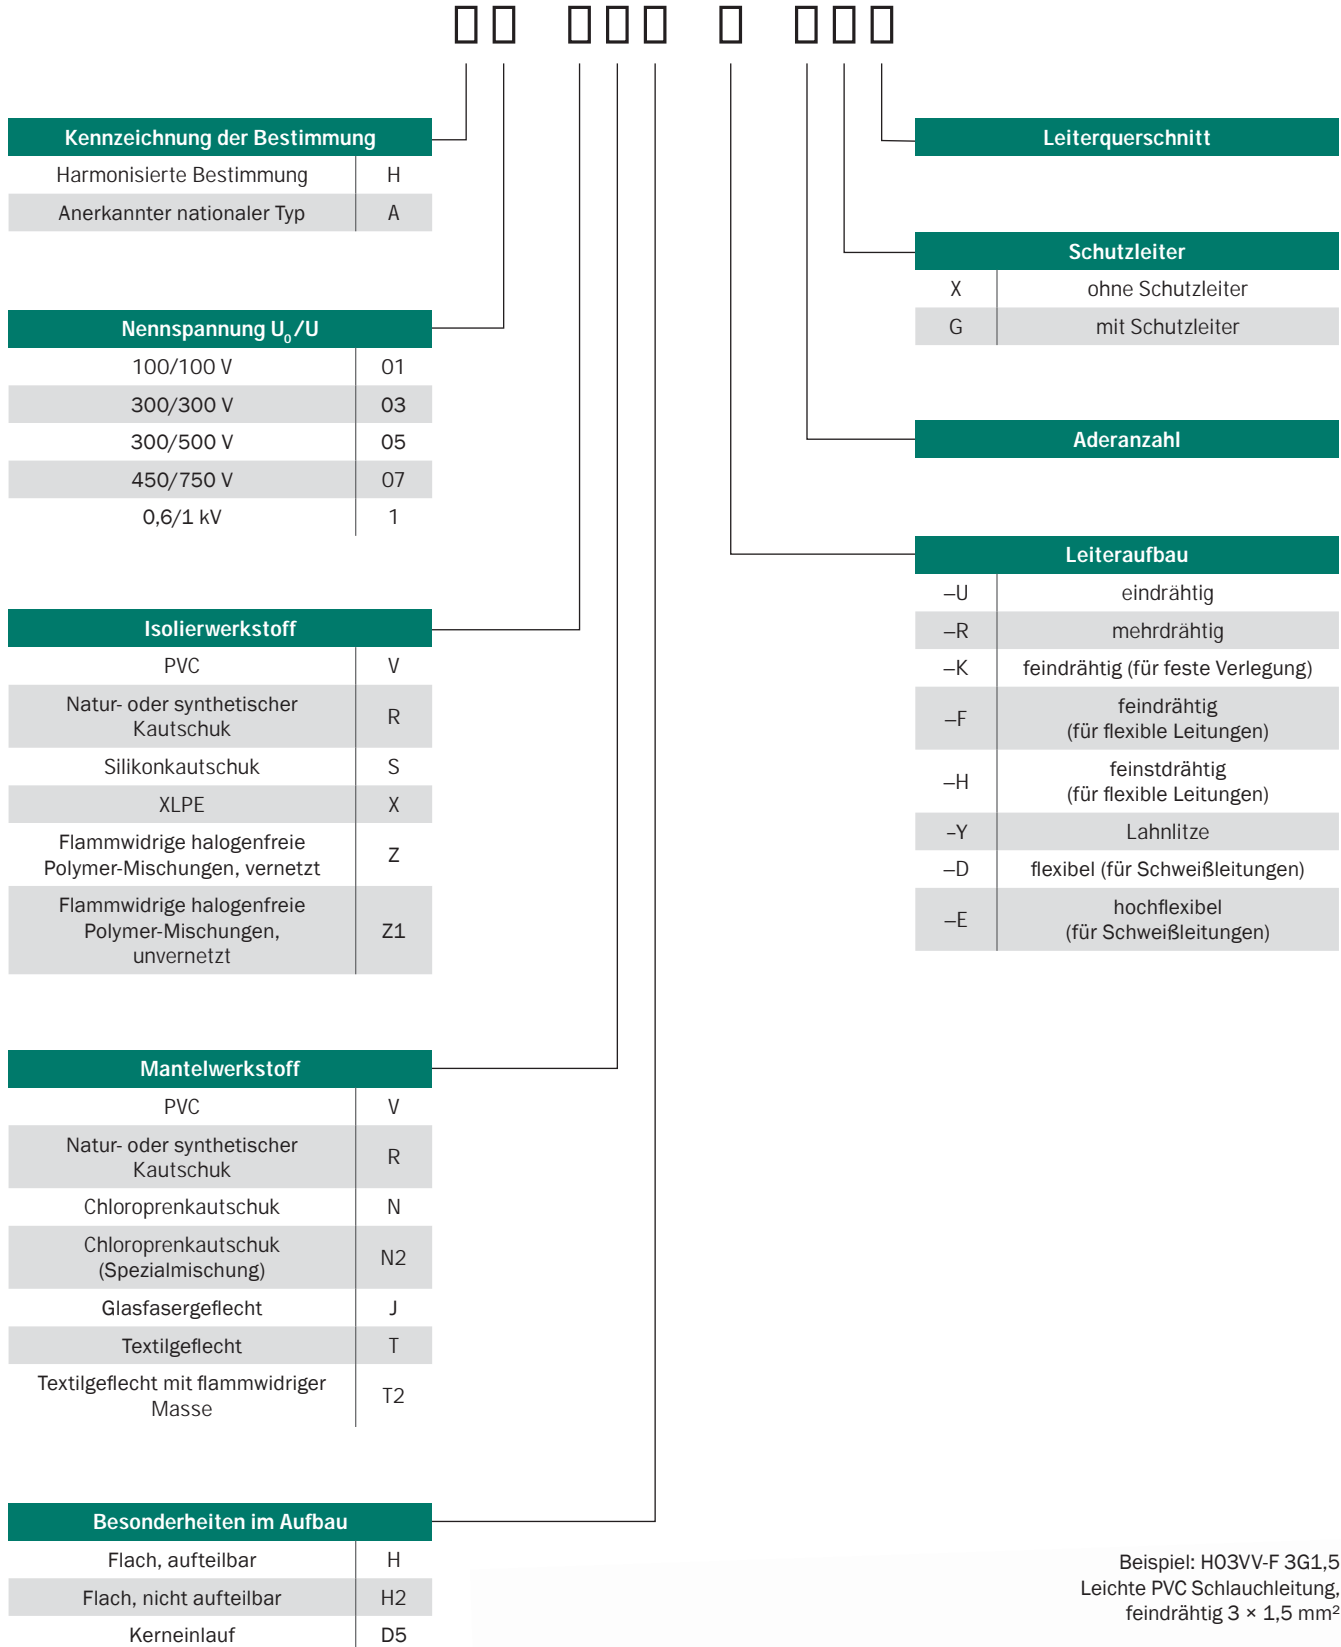 Kennzeichnung der Bestimmung
Harmonisierte Bestimmung H
Anerkannter nationaler Typ A
Nennspannung U₀/U
100/100 V 01
300/300 V 03
300/500 V 05
450/750 V 07
0,6/1 kV 1
Isolierwerkstoff
PVC V
Natur- oder synthetischer
Kautschuk R
Silikonkautschuk S
XLPE X
Flammwidrige halogenfreie
Polymer-Mischungen, vernetzt Z
Flammwidrige halogenfreie
Polymer-Mischungen,
unvernetzt Z1
Mantelwerkstoff
PVC V
Natur- oder synthetischer
Kautschuk R
Chloroprenkautschuk N
Chloroprenkautschuk
(Spezialmischung) N2
Glasfasergeflecht J
Textilgeflecht T
Textilgeflecht mit flammwidriger
Masse T2
Besonderheiten im Aufbau
Flach, aufteilbar H
Flach, nicht aufteilbar H2
Kerneinlauf D5
Leiterquerschnitt
Schutzleiter
X ohne Schutzleiter
G mit Schutzleiter
Aderanzahl
Leiteraufbau
–U eindrähtig
–R mehrdrähtig
–K feindrähtig (für feste Verlegung)
–F feindrähtig
(für flexible Leitungen)
–H feinstdrähtig
(für flexible Leitungen)
-Y Lahnlitze
–D flexibel (für Schweißleitungen)
–E hochflexibel
(für Schweißleitungen)
Beispiel: H03VV-F 3G1,5
Leichte PVC Schlauchleitung,
feindrähtig 3 × 1,5 mm²